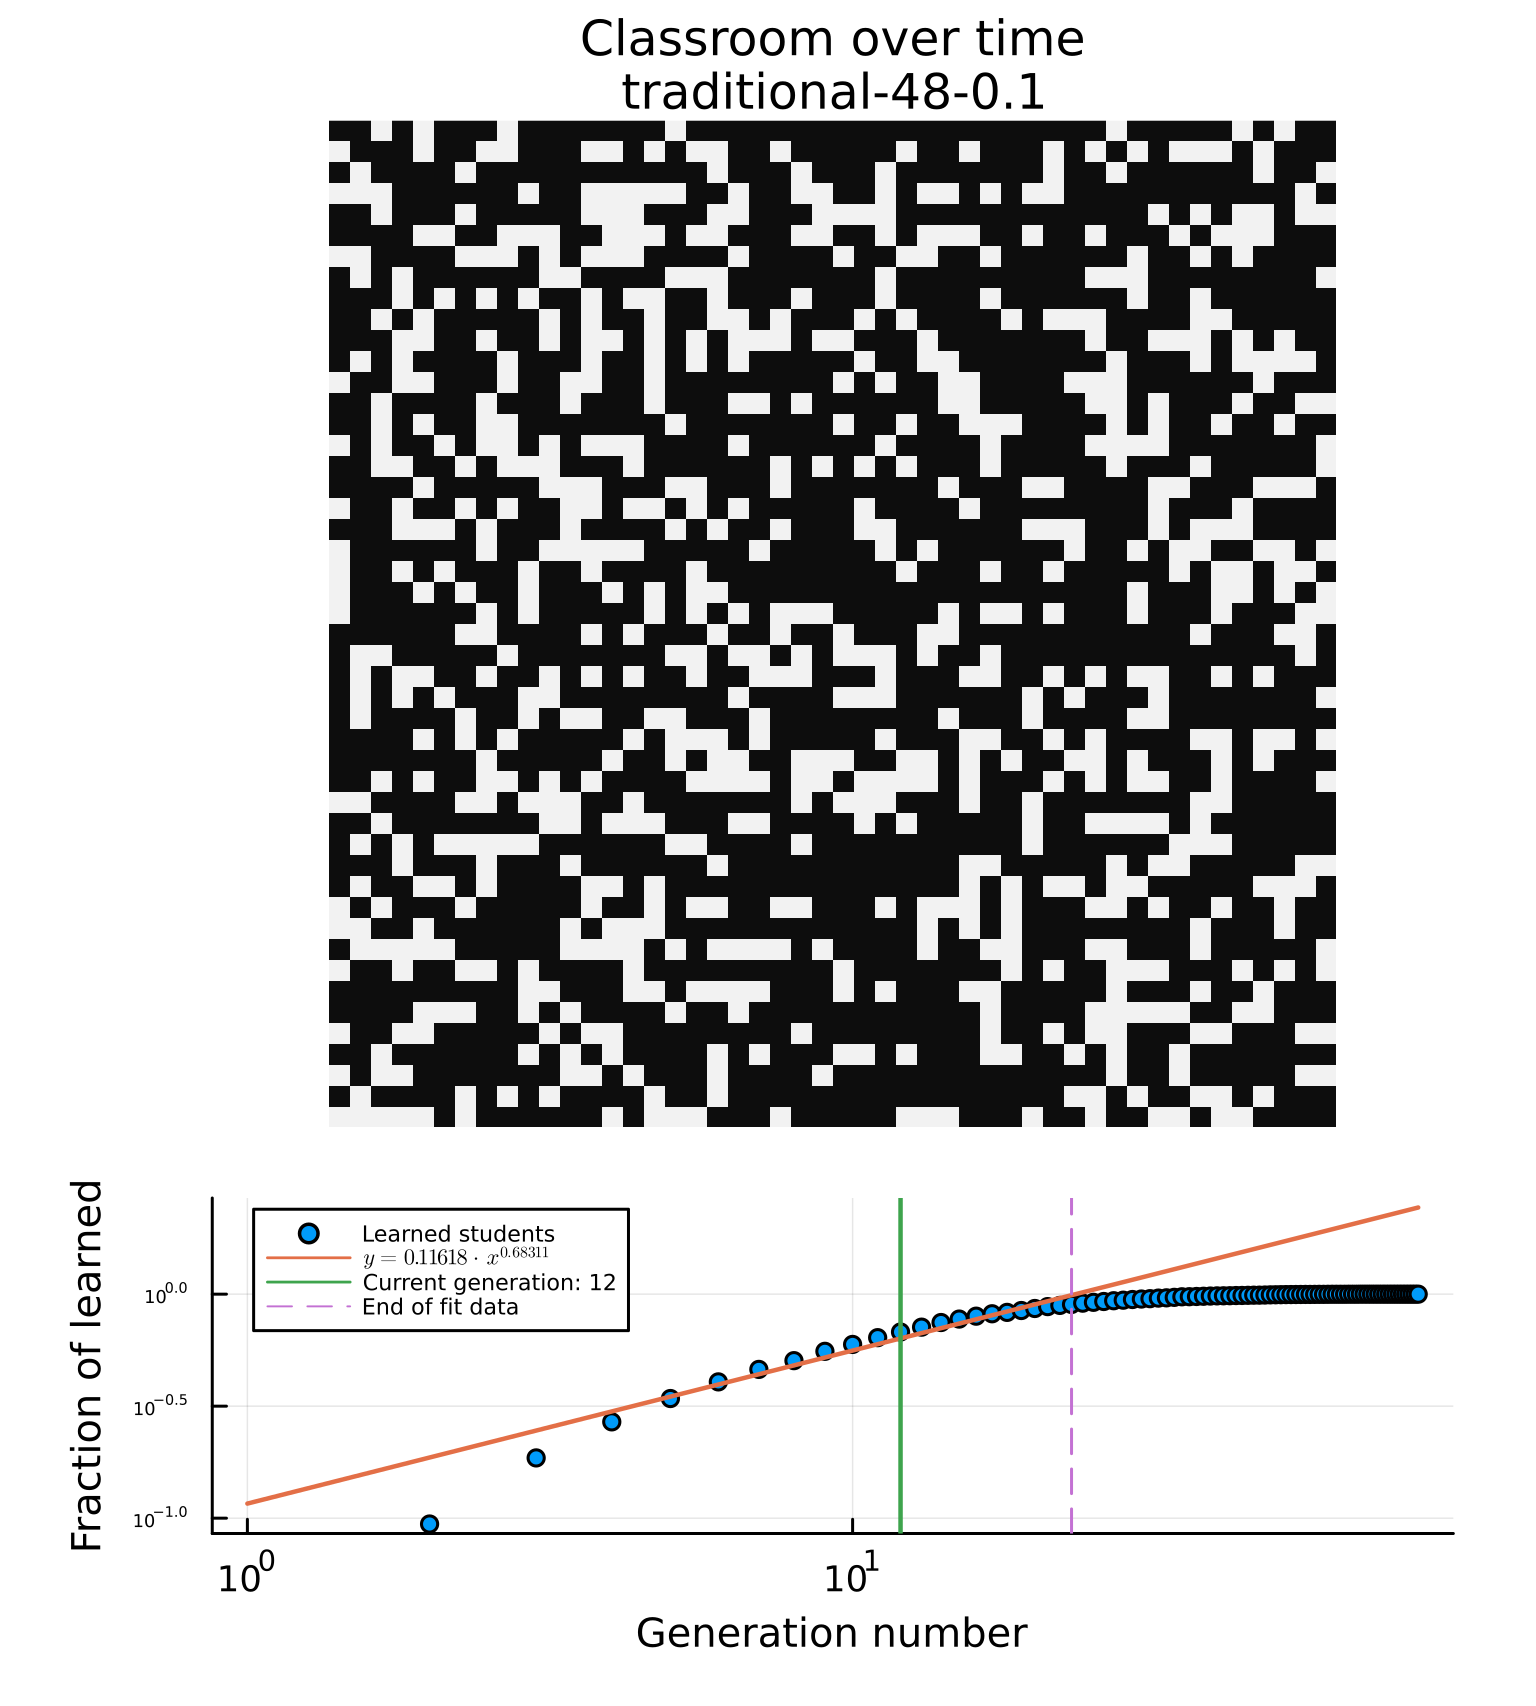 Classroom over time
traditional-48-0.1
Fraction of learned
Learned students
y = 0.11618 · x^0.68311
Current generation: 12
End of fit data
10^0.0
10^−0.5
10^−1.0
10^0
10^1
Generation number